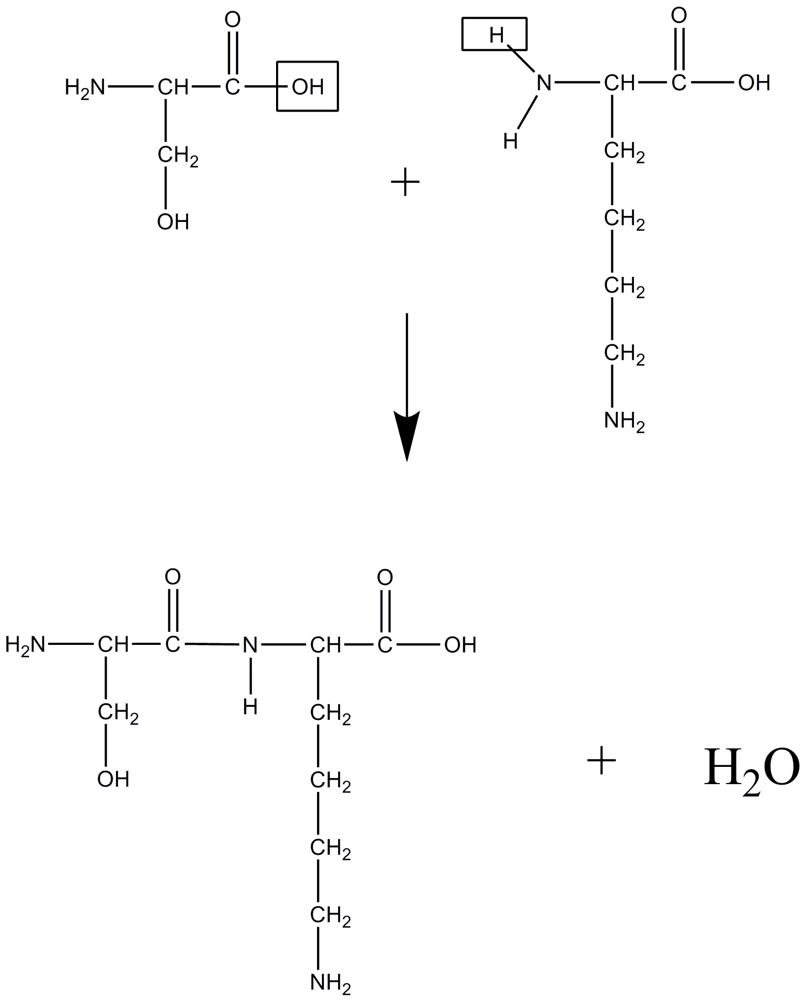 O
O
H
H₂N CH C OH
N CH C OH
H
CH₂
CH₂
+
OH
CH₂
CH₂
CH₂
NH₂
O
O
H₂N CH C N CH C OH
H
CH₂
CH₂
+ H₂O
OH
CH₂
CH₂
CH₂
NH₂